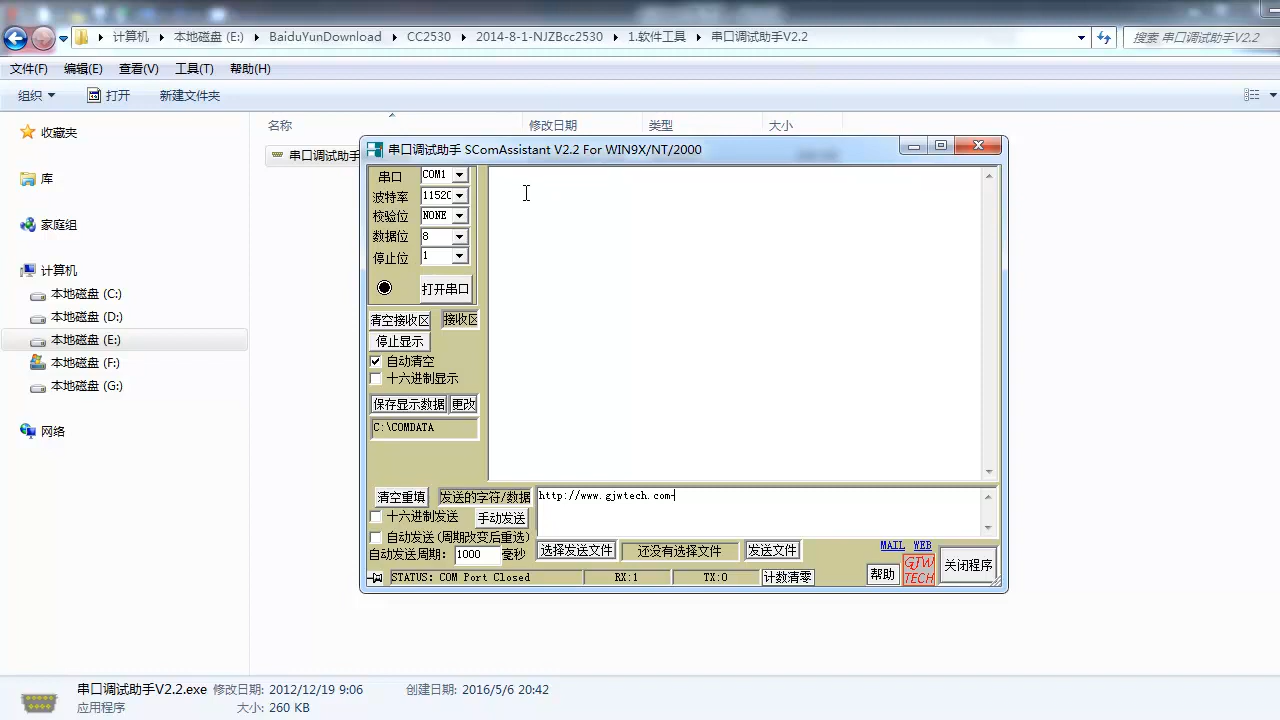 计算机 本地磁盘 (E:) BaiduYunDownload CC2530 2014-8-1-NJZBcc2530 1.软件工具 串口调试助手V2.2
搜索 串口调试助手V2.2
文件(F) 编辑(E) 查看(V) 工具(T) 帮助(H)
组织 打开 新建文件夹
收藏夹
库
家庭组
计算机
本地磁盘 (C:)
本地磁盘 (D:)
本地磁盘 (E:)
本地磁盘 (F:)
本地磁盘 (G:)
网络
名称 修改日期 类型 大小
串口调试助手
串口调试助手 SComAssistant V2.2 For WIN9X/NT/2000
串口 COM1
波特率 11520
校验位 NONE
数据位 8
停止位 1
打开串口
清空接收区 接收区
停止显示
自动清空
十六进制显示
保存显示数据 更改
C:\COMDATA
清空重填 发送的字符/数据 http://www.gjwtech.com-
十六进制发送 手动发送
自动发送(周期改变后重选)
自动发送周期: 1000 毫秒 选择发送文件 还没有选择文件 发送文件
MAIL WEB
STATUS: COM Port Closed RX:1 TX:0 计数清零 帮助
GJW
TECH
关闭程序
串口调试助手V2.2.exe 修改日期: 2012/12/19 9:06 创建日期: 2016/5/6 20:42
应用程序 大小: 260 KB